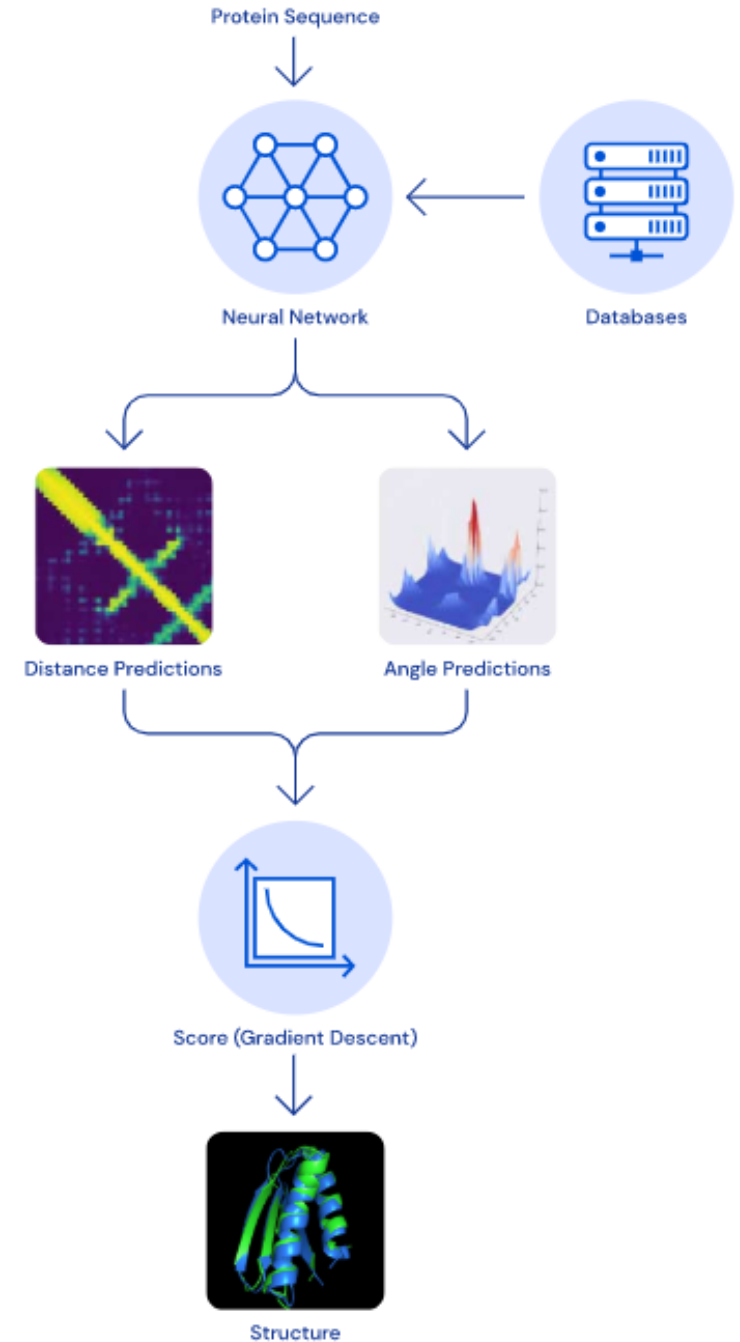 Protein Sequence
Neural Network
Databases
Distance Predictions
Angle Predictions
Score (Gradient Descent)
Structure